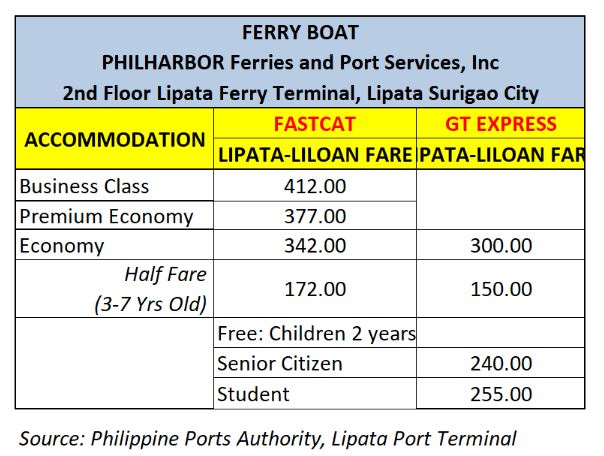 FERRY BOAT
PHILHARBOR Ferries and Port Services, Inc
2nd Floor Lipata Ferry Terminal, Lipata Surigao City
ACCOMMODATION
FASTCAT GT EXPRESS
LIPATA-LILOAN FARE PATA-LILOAN FAR
Business Class 412.00
Premium Economy 377.00
Economy 342.00 300.00
Half Fare
(3-7 Yrs Old) 172.00 150.00
Free: Children 2 years
Senior Citizen 240.00
Student 255.00
Source: Philippine Ports Authority, Lipata Port Terminal